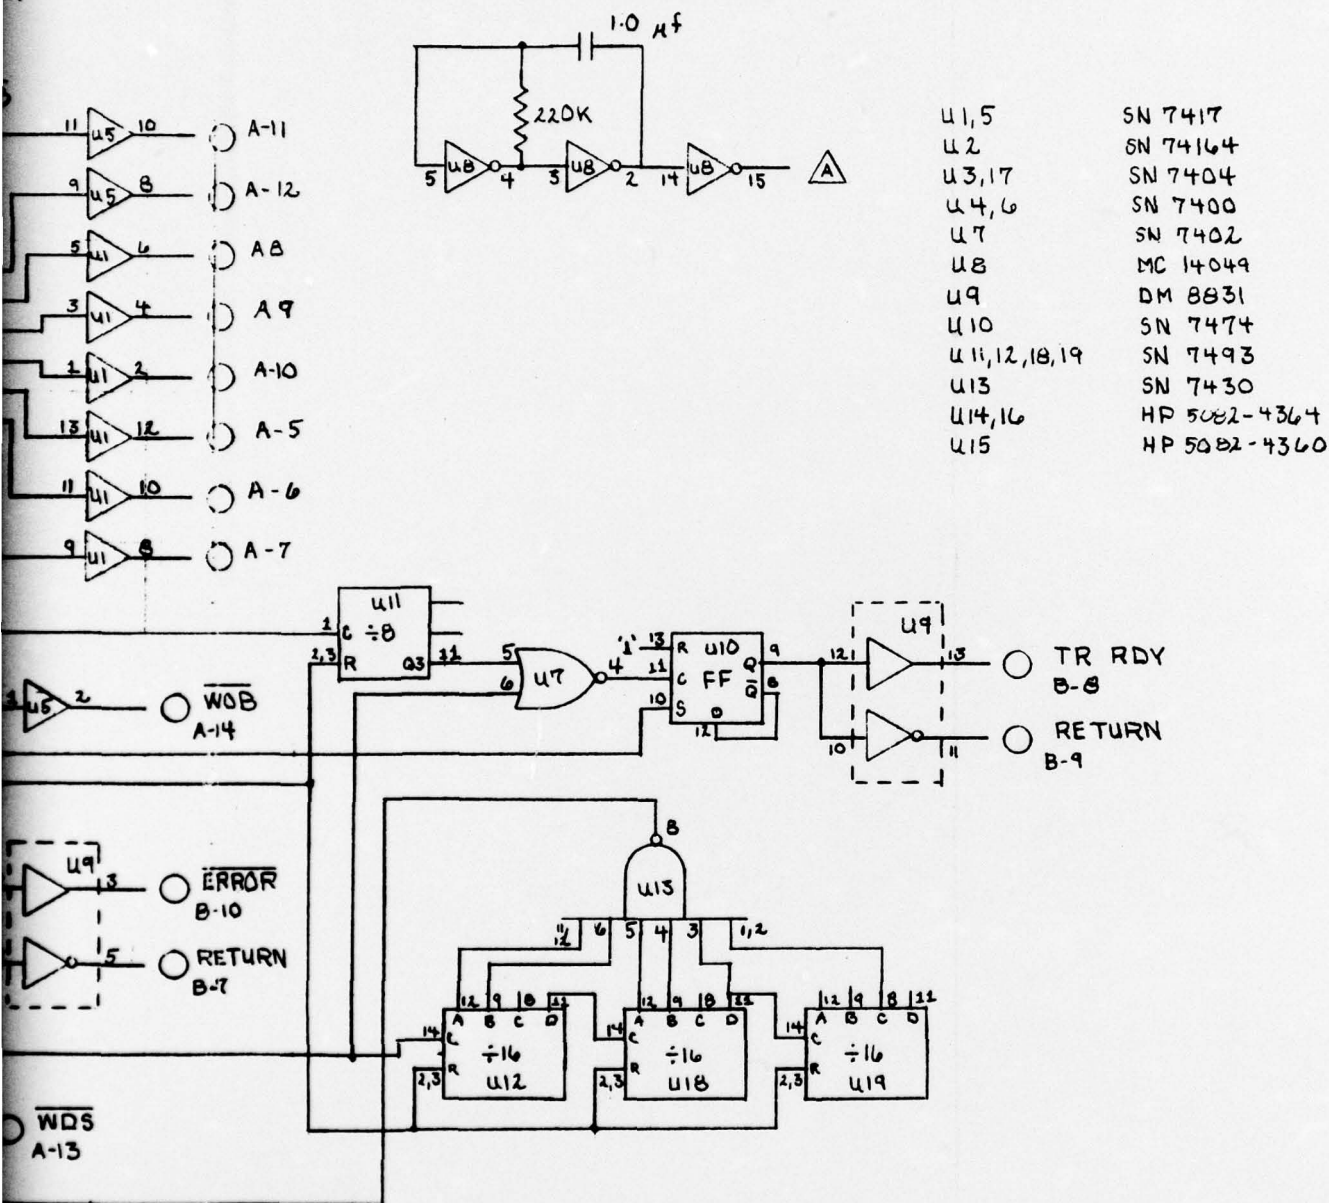 1.0 µf
220K
5 U8 4 3 U8 2 14 U8 15 A
11 U5 10 A-11
9 U5 8 A-12
5 U1 6 A8
3 U1 4 A9
1 U1 2 A-10
13 U1 12 A-5
11 U1 10 A-6
9 U1 8 A-7
U1,5 SN 7417
U2 SN 74164
U3,17 SN 7404
U4,6 SN 7400
U7 SN 7402
U8 MC 14049
U9 DM 8831
U10 SN 7474
U11,12,18,19 SN 7493
U13 SN 7430
U14,16 HP 5082-4364
U15 HP 5082-4360
U11
1 C ÷8
2,3 R Q3 11
5 U7 4
6
"1" 13 R U10 Q 9
11 C FF Q̅ 8
10 S D
12
U9
12 13 TR RDY
B-8
10 11 RETURN
B-9
1 U5 2 W̅O̅B̅
A-14
U9
3 E̅R̅R̅O̅R̅
B-10
5 RETURN
B-7
8
U13
11 12 6 5 4 3 1,2
12 9 8 11 12 9 8 11 12 9 8 11
A B C D A B C D A B C D
14 C ÷16 14 C ÷16 14 C ÷16
2,3 R U12 2,3 R U18 2,3 R U19
W̅D̅S̅
A-13